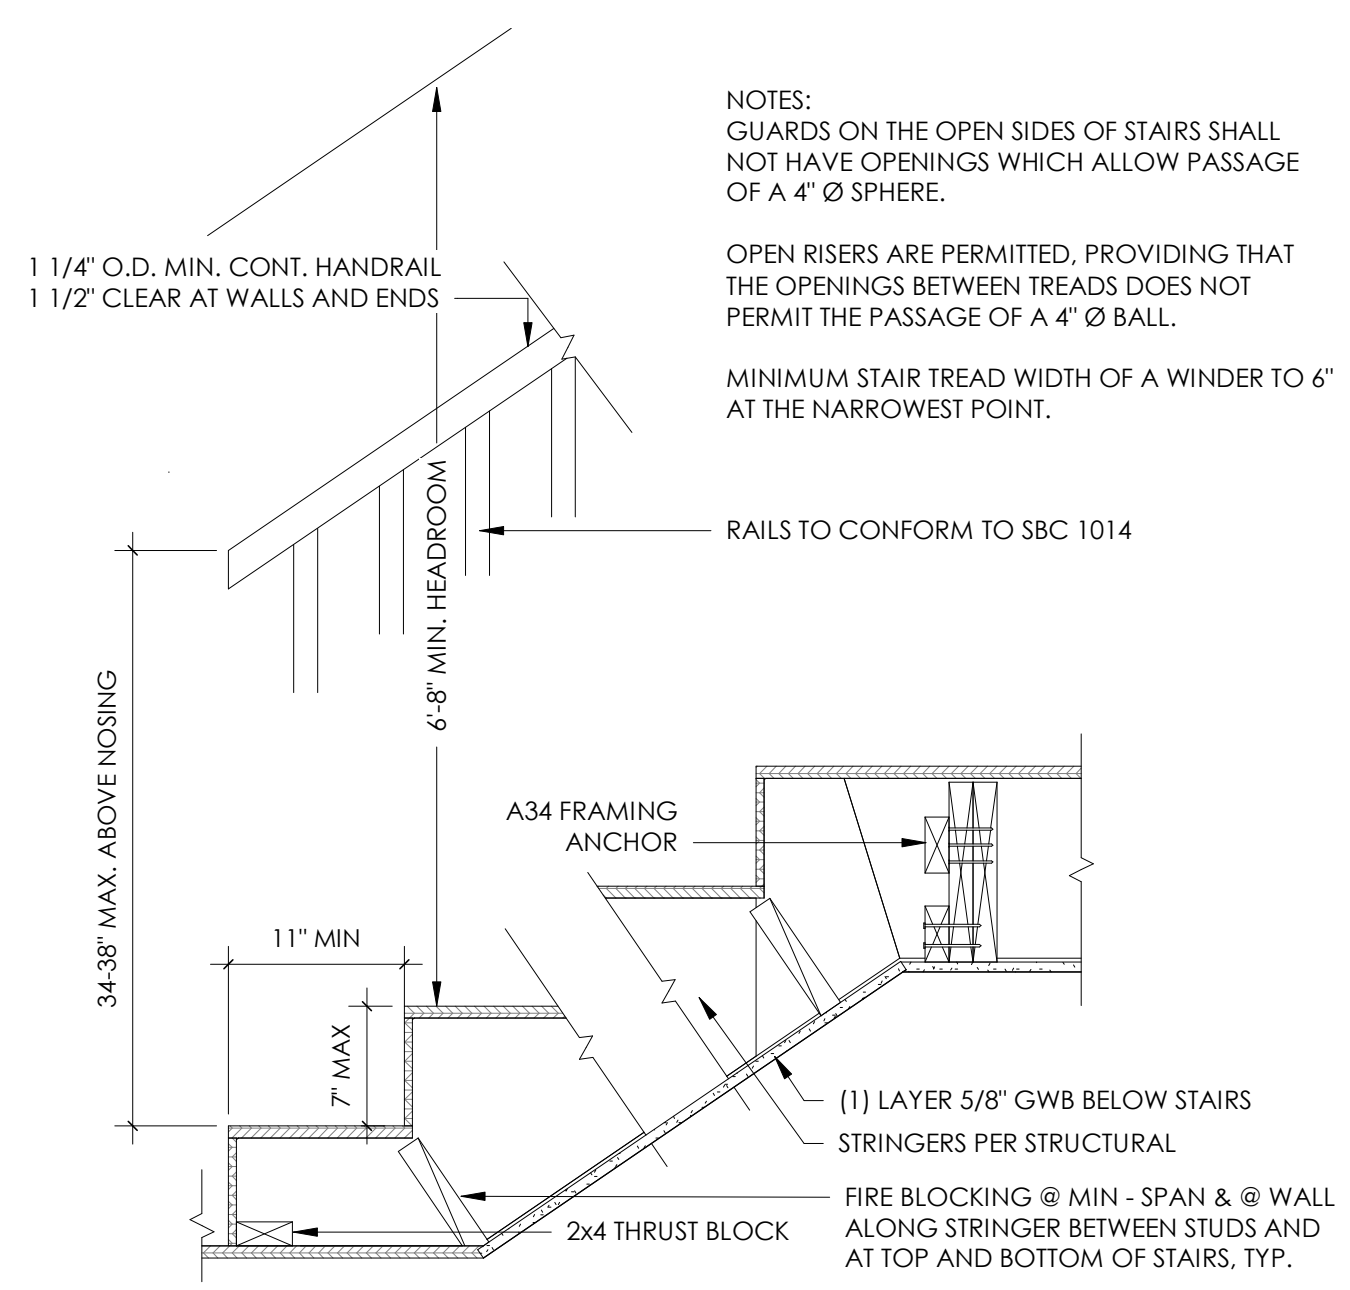 NOTES:
GUARDS ON THE OPEN SIDES OF STAIRS SHALL
NOT HAVE OPENINGS WHICH ALLOW PASSAGE
OF A 4" Ø SPHERE.
OPEN RISERS ARE PERMITTED, PROVIDING THAT
THE OPENINGS BETWEEN TREADS DOES NOT
PERMIT THE PASSAGE OF A 4" Ø BALL.
MINIMUM STAIR TREAD WIDTH OF A WINDER TO 6"
AT THE NARROWEST POINT.
1 1/4" O.D. MIN. CONT. HANDRAIL
1 1/2" CLEAR AT WALLS AND ENDS
RAILS TO CONFORM TO SBC 1014
6'-8" MIN. HEADROOM
34-38" MAX. ABOVE NOSING
A34 FRAMING
ANCHOR
11" MIN
7" MAX
(1) LAYER 5/8" GWB BELOW STAIRS
STRINGERS PER STRUCTURAL
FIRE BLOCKING @ MIN - SPAN & @ WALL
ALONG STRINGER BETWEEN STUDS AND
AT TOP AND BOTTOM OF STAIRS, TYP.
2x4 THRUST BLOCK